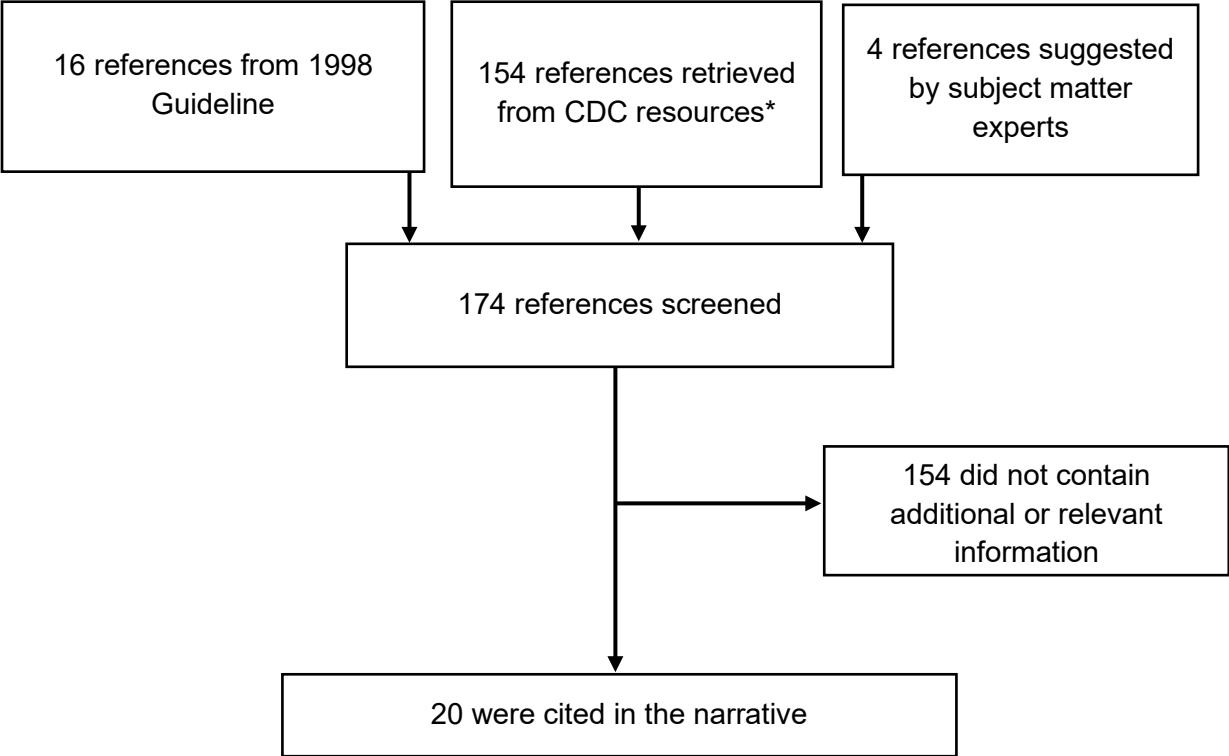 16 references from 1998
Guideline
154 references retrieved
from CDC resources*
4 references suggested
by subject matter
experts
174 references screened
154 did not contain
additional or relevant
information
20 were cited in the narrative